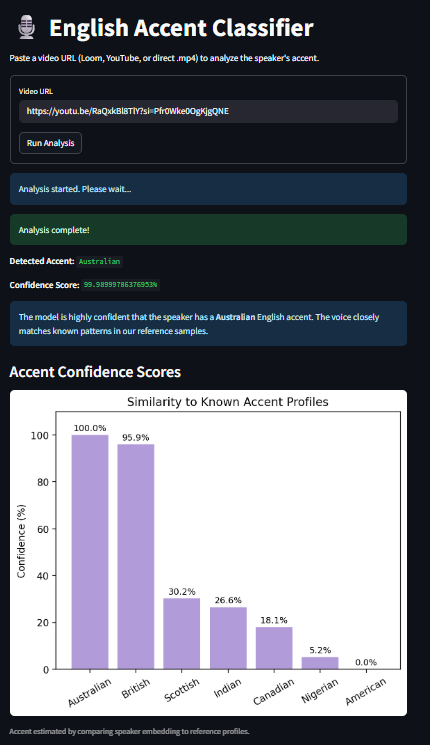 English Accent Classifier
Paste a video URL (Loom, YouTube, or direct .mp4) to analyze the speaker's accent.
Video URL
https://youtu.be/RaQxkBl8TlY?si=Pfr0Wke0OgKjgQNE
Run Analysis
Analysis started. Please wait...
Analysis complete!
Detected Accent: Australian
Confidence Score: 99.98999786376953%
The model is highly confident that the speaker has a Australian English accent. The voice closely
matches known patterns in our reference samples.
Accent Confidence Scores
Similarity to Known Accent Profiles
Confidence (%)
100
80
60
40
20
0
100.0%
95.9%
30.2%
26.6%
18.1%
5.2%
0.0%
Australian
British
Scottish
Indian
Canadian
Nigerian
American
Accent estimated by comparing speaker embedding to reference profiles.